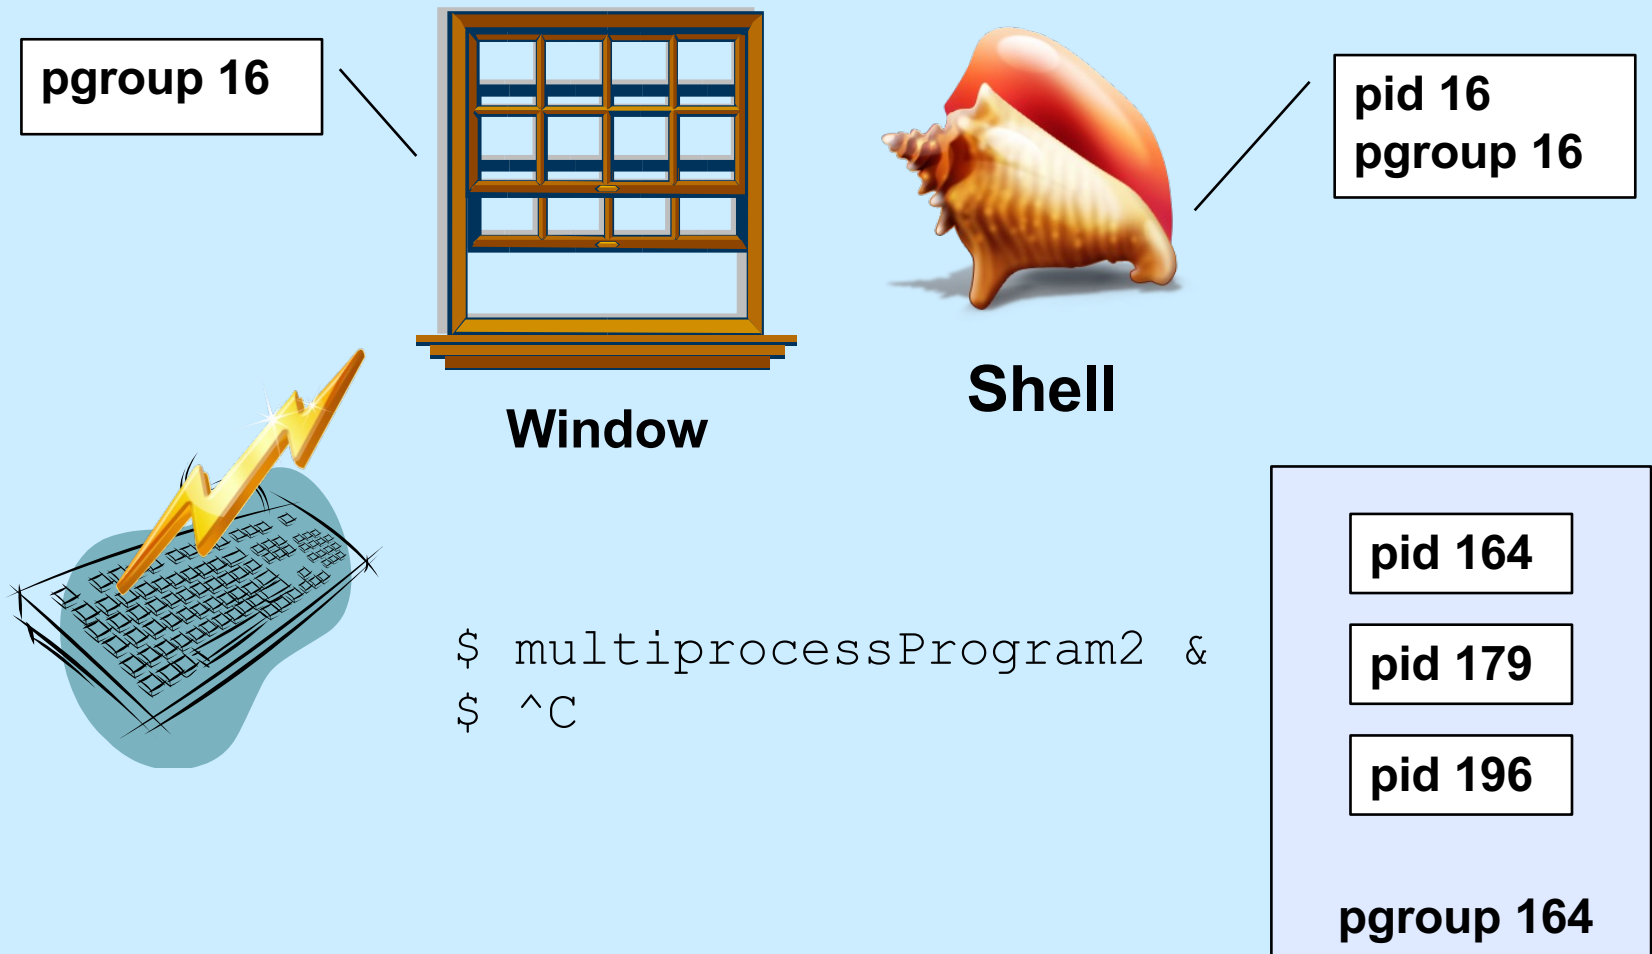 pgroup 16
pid 16
pgroup 16
Window
Shell
$ multiprocessProgram2 &
$ ^C
pid 164
pid 179
pid 196
pgroup 164